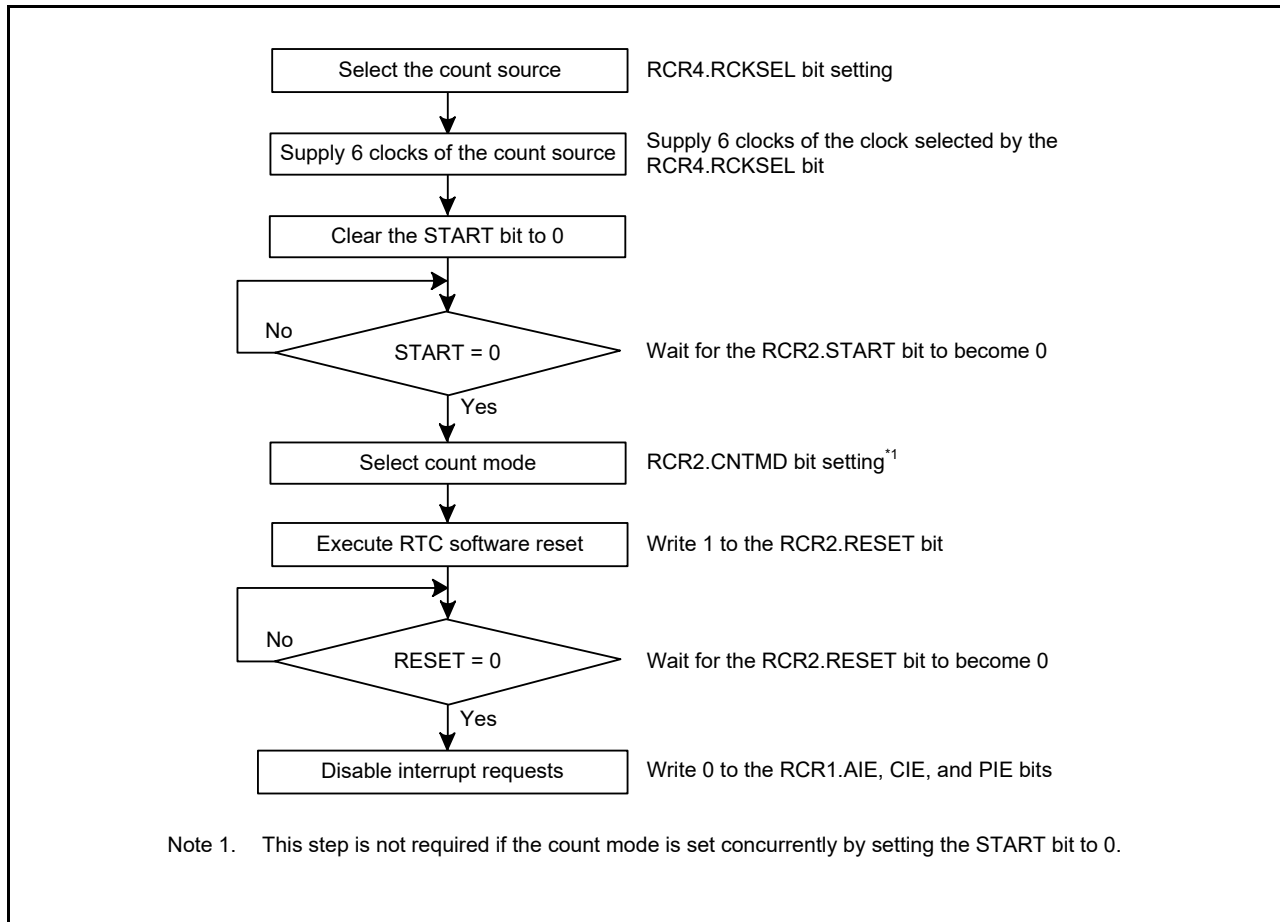 Select the count source
RCR4.RCKSEL bit setting
Supply 6 clocks of the count source
Supply 6 clocks of the clock selected by the
RCR4.RCKSEL bit
Clear the START bit to 0
No
START = 0
Wait for the RCR2.START bit to become 0
Yes
Select count mode
RCR2.CNTMD bit setting*1
Execute RTC software reset
Write 1 to the RCR2.RESET bit
No
RESET = 0
Wait for the RCR2.RESET bit to become 0
Yes
Disable interrupt requests
Write 0 to the RCR1.AIE, CIE, and PIE bits
Note 1. This step is not required if the count mode is set concurrently by setting the START bit to 0.